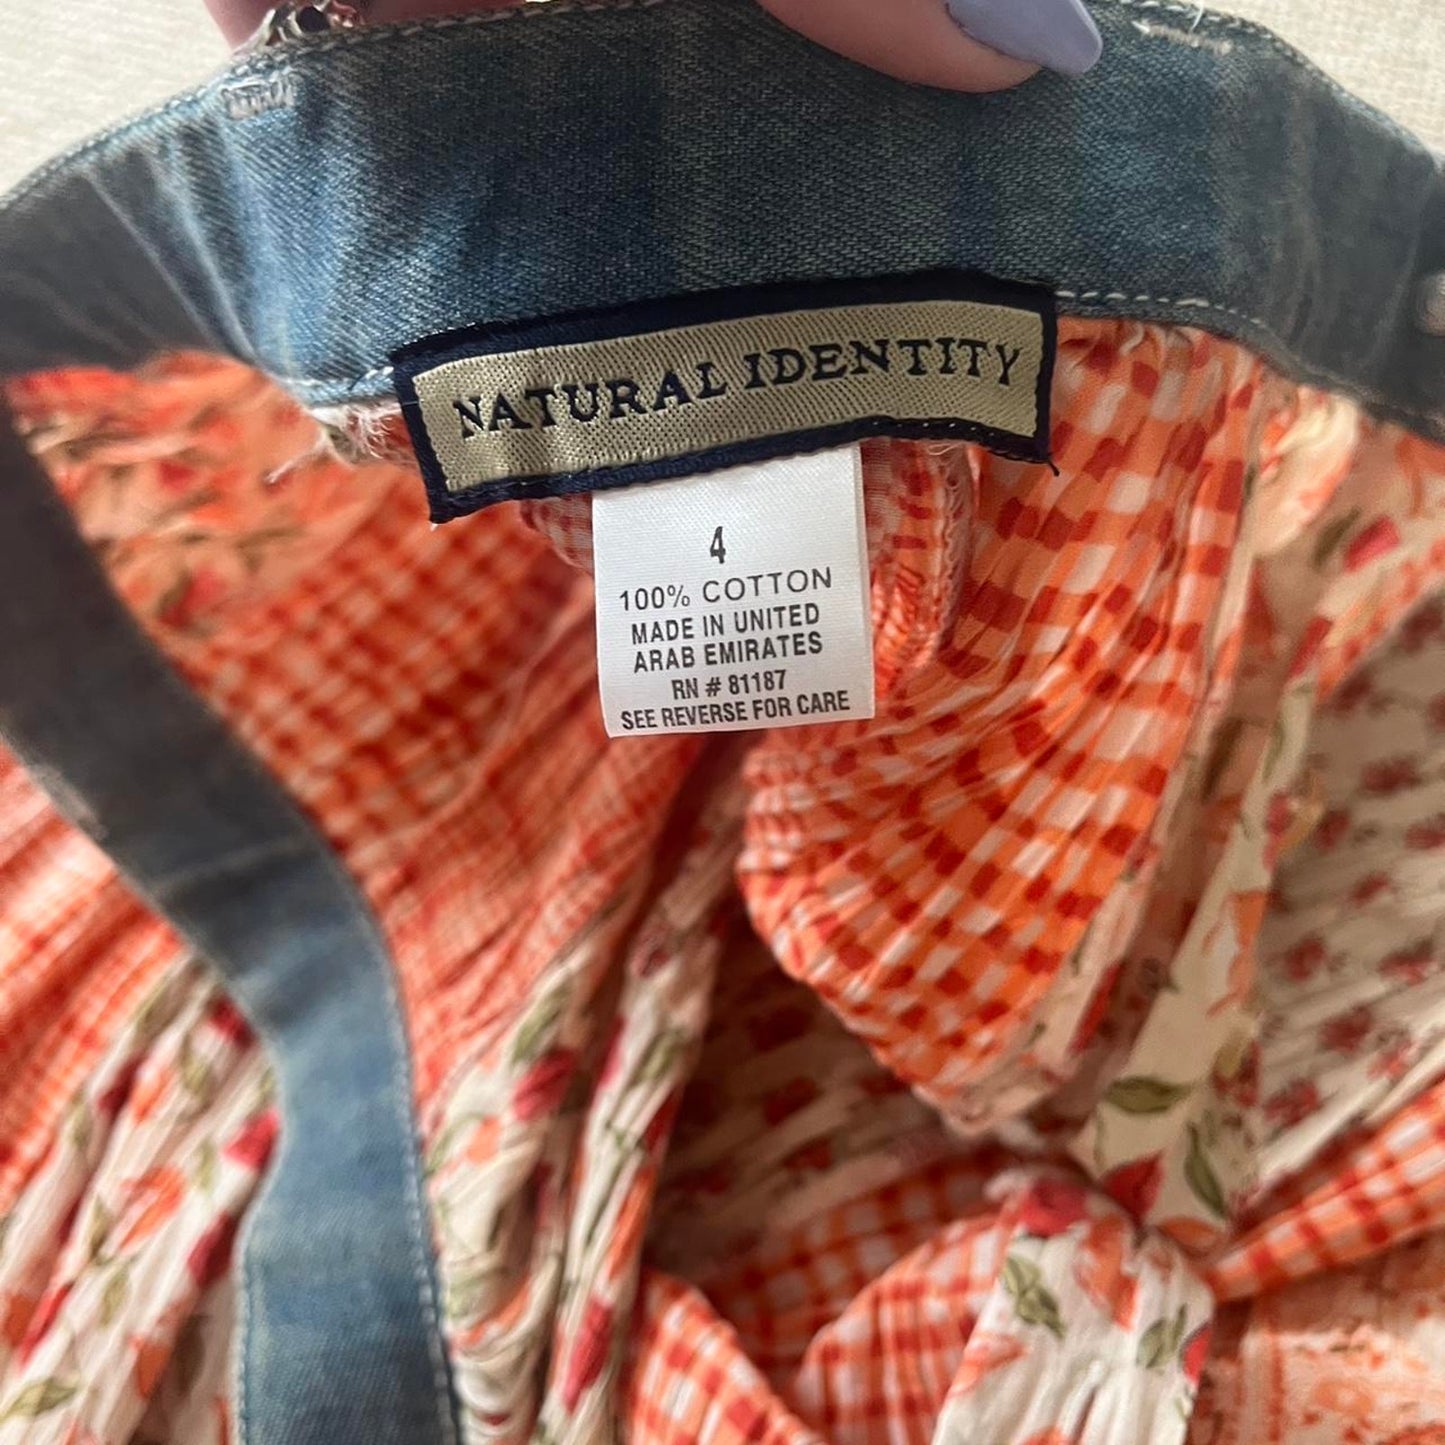 NATURAL IDENTITY
4
100% COTTON
MADE IN UNITED
ARAB EMIRATES
RN # 81187
SEE REVERSE FOR CARE